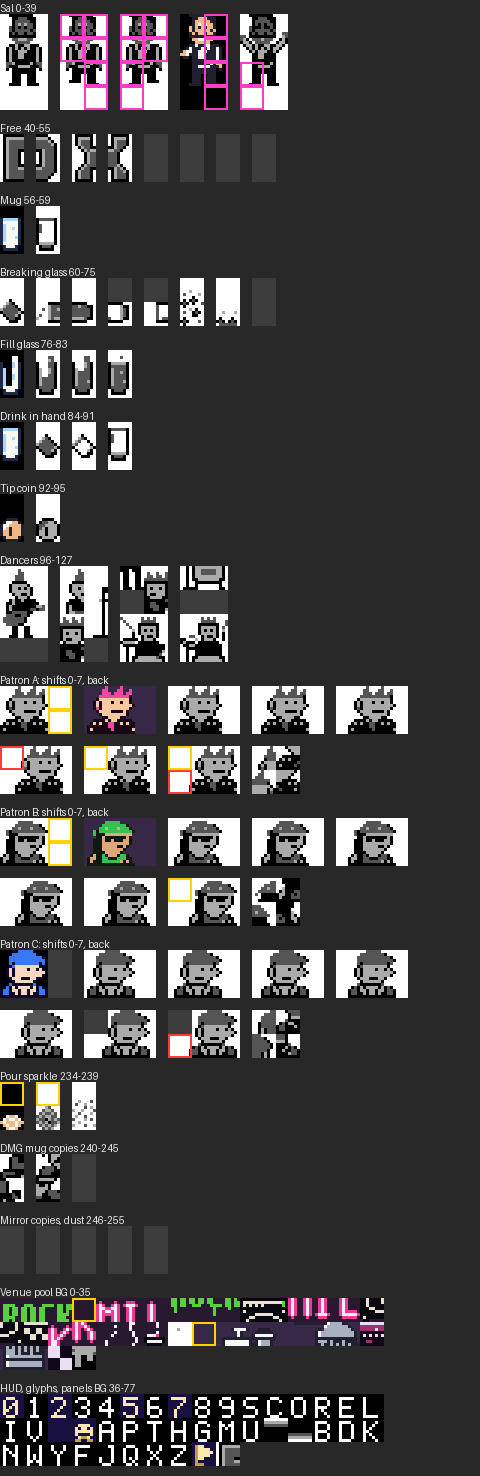 Sal 0-39
Free 40-55
Mug 56-59
Breaking glass 60-75
Fill glass 76-83
Drink in hand 84-91
Tip coin 92-95
Dancers 96-127
Patron A: shifts 0-7, back
Patron B: shifts 0-7, back
Patron C: shifts 0-7, back
Pour sparkle 234-239
DMG mug copies 240-245
Mirror copies, dust 246-255
Venue pool BG 0-35
HUD, glyphs, panels BG 36-77
0123456789SCOREL
IV APTHGMU BDK
NWYFJQXZ